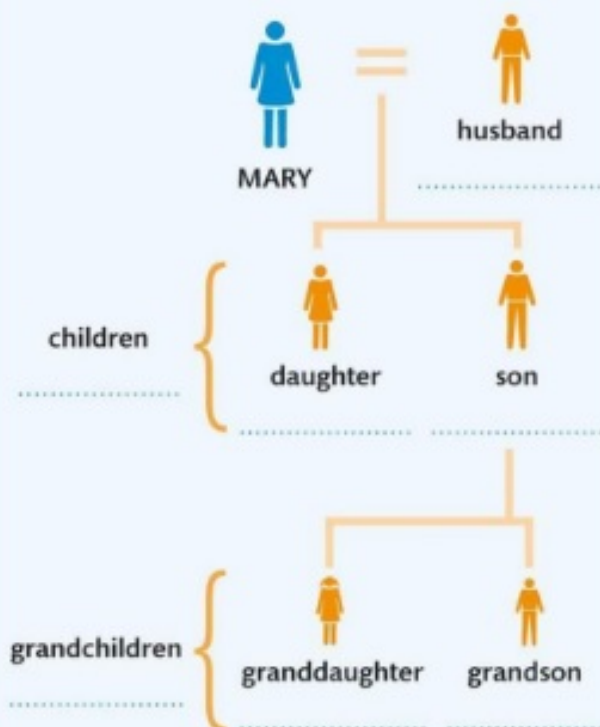 husband
MARY
children
daughter son
grandchildren
granddaughter grandson